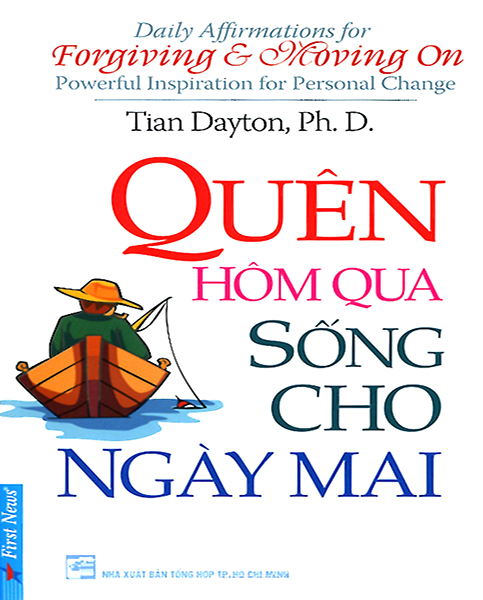 Daily Affirmations for
Forgiving & Moving On
Powerful Inspiration for Personal Change
Tian Dayton, Ph. D.
QUÊN
HÔM QUA
SỐNG
CHO
NGÀY MAI
First News®
NHÀ XUẤT BẢN TỔNG HỢP TP. HỒ CHÍ MINH